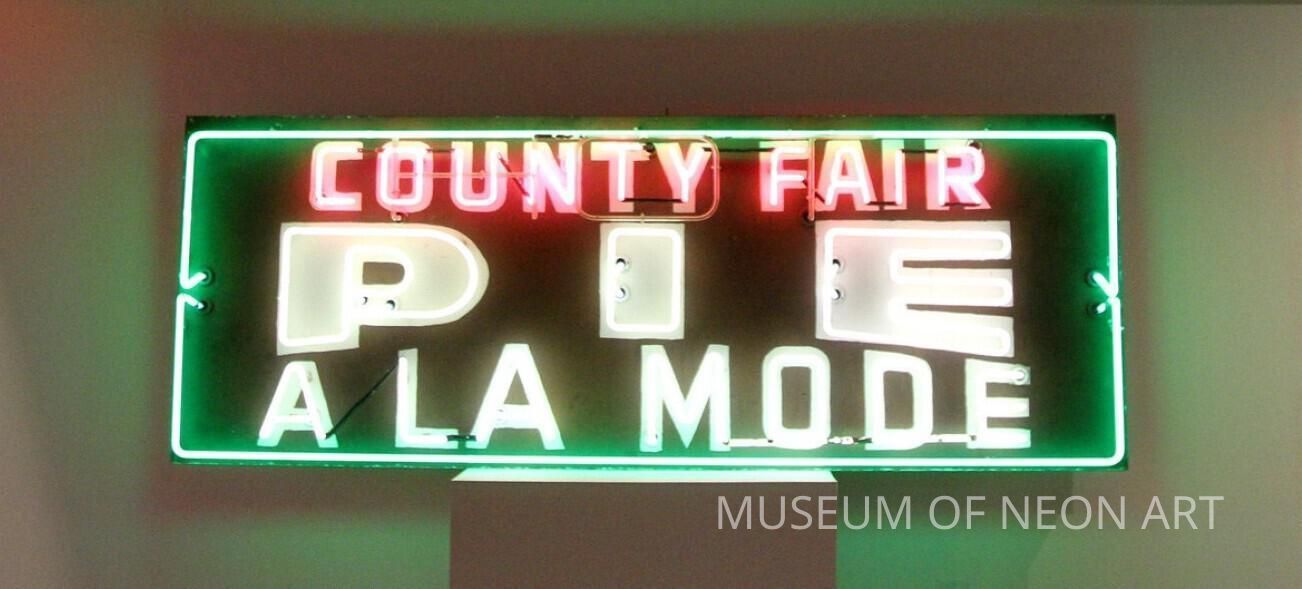 COUNTY FAIR
PIE
A LA MODE
MUSEUM OF NEON ART